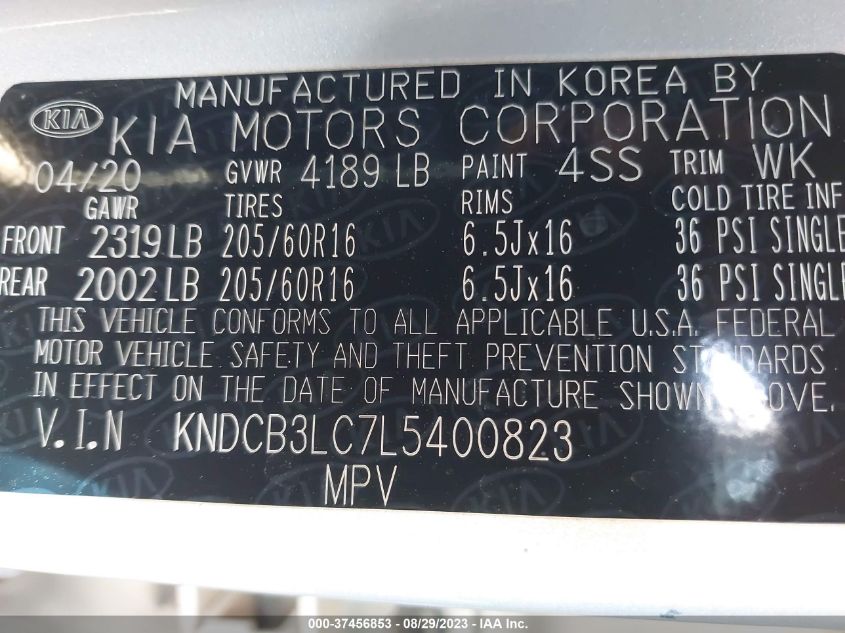 MANUFACTURED IN KOREA BY
KIA KIA MOTORS CORPORATION
04/20 GVWR 4189 LB PAINT 4SS TRIM WK
GAWR TIRES RIMS COLD TIRE INF
FRONT 2319 LB 205/60R16 6.5Jx16 36 PSI SINGLE
REAR 2002 LB 205/60R16 6.5Jx16 36 PSI SINGLE
THIS VEHICLE CONFORMS TO ALL APPLICABLE U.S.A. FEDERAL
MOTOR VEHICLE SAFETY AND THEFT PREVENTION STANDARDS
IN EFFECT ON THE DATE OF MANUFACTURE SHOWN ABOVE.
V.I.N KNDCB3LC7L5400823
MPV
000-37456853 - 08/29/2023 - IAA Inc.